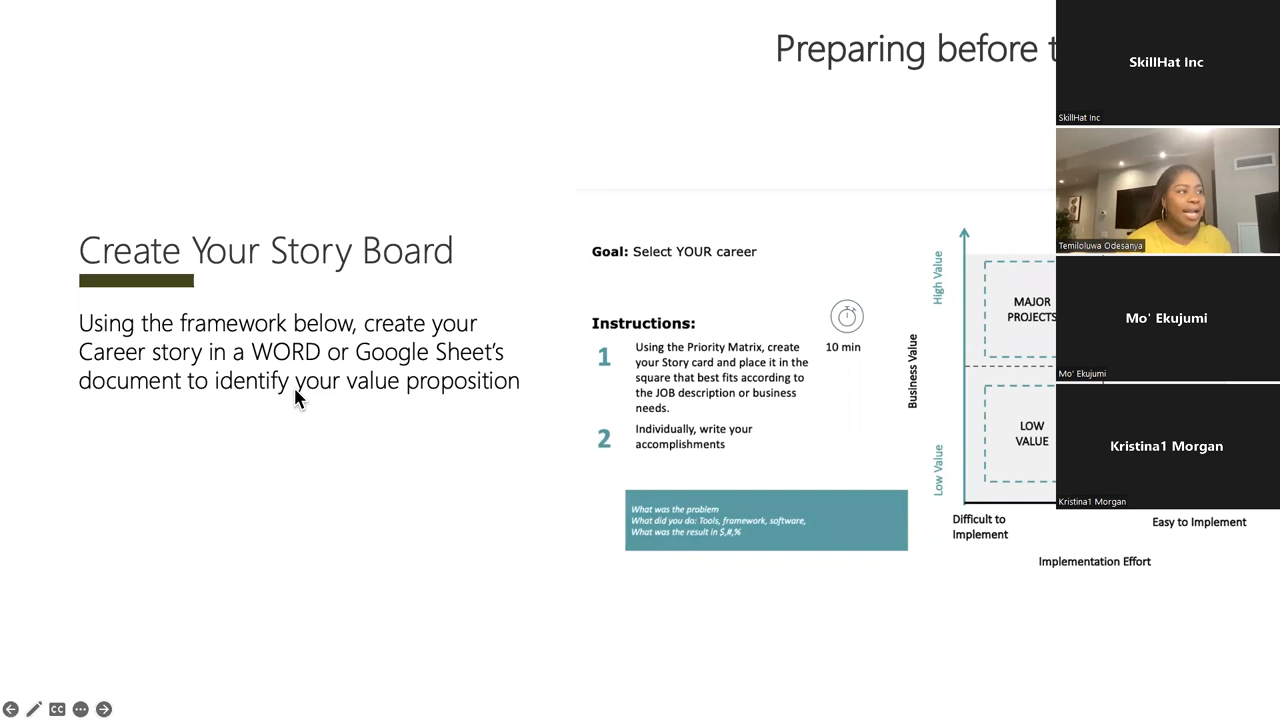 Preparing before t
Create Your Story Board
Using the framework below, create your
Career story in a WORD or Google Sheet’s
document to identify your value proposition
Goal: Select YOUR career
Instructions:
10 min
1
Using the Priority Matrix, create
your Story card and place it in the
square that best fits according to
the JOB description or business
needs.
2
Individually, write your
accomplishments
What was the problem
What did you do: Tools, framework, software,
What was the result in $,#,%
High Value
Business Value
Low Value
MAJOR
PROJECTS
LOW
VALUE
Difficult to
Implement
Easy to Implement
Implementation Effort
SkillHat Inc
SkillHat Inc
Temiloluwa Odesanya
Mo' Ekujumi
Mo' Ekujumi
Kristina1 Morgan
Kristina1 Morgan
CC